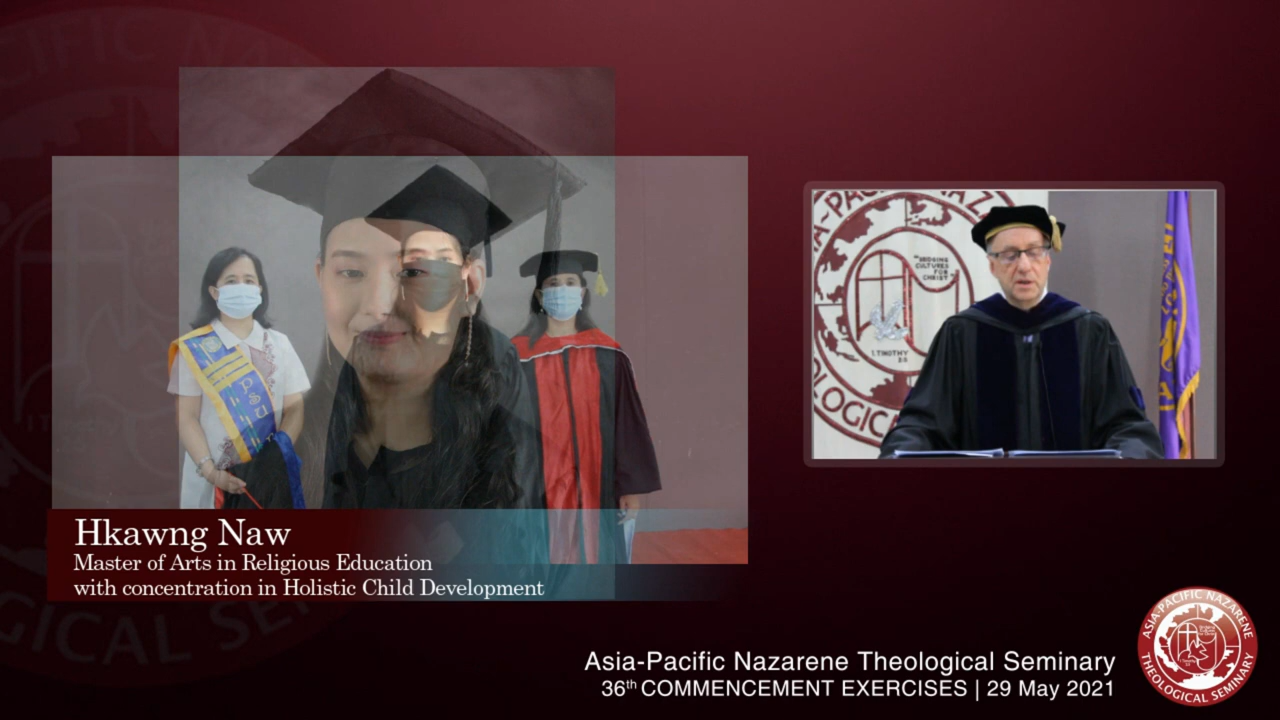 Hkawng Naw
Master of Arts in Religious Education
with concentration in Holistic Child Development
PSU
"BRIDGING
CULTURES
FOR
CHRIST"
1 TIMOTHY
Asia-Pacific Nazarene Theological Seminary
36th COMMENCEMENT EXERCISES | 29 May 2021
ASIA-PACIFIC NAZARENE
THEOLOGICAL SEMINARY